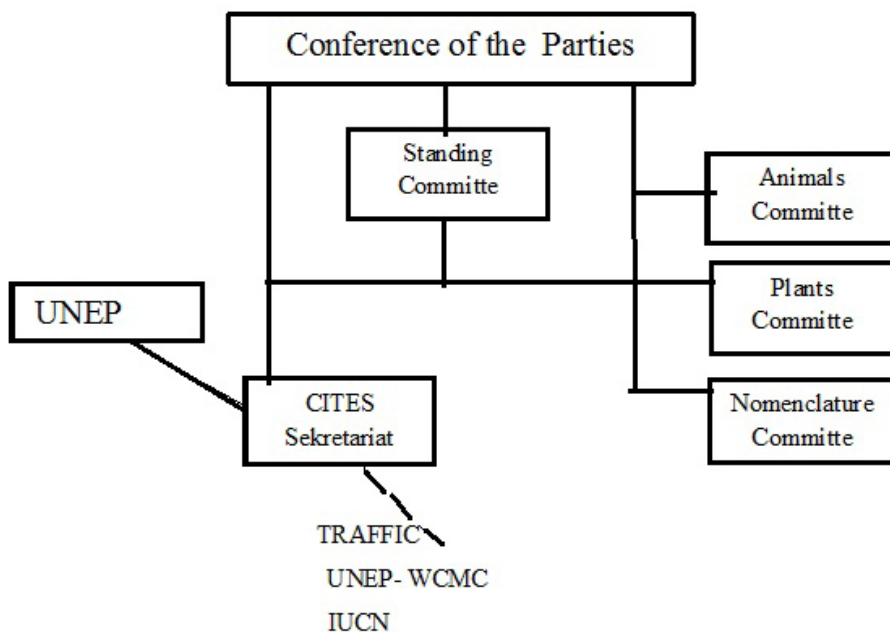 Conference of the Parties
Standing
Committe
Animals
Committe
Plants
Committe
UNEP
CITES
Sekretariat
Nomenclature
Committe
TRAFFIC
UNEP- WCMC
IUCN